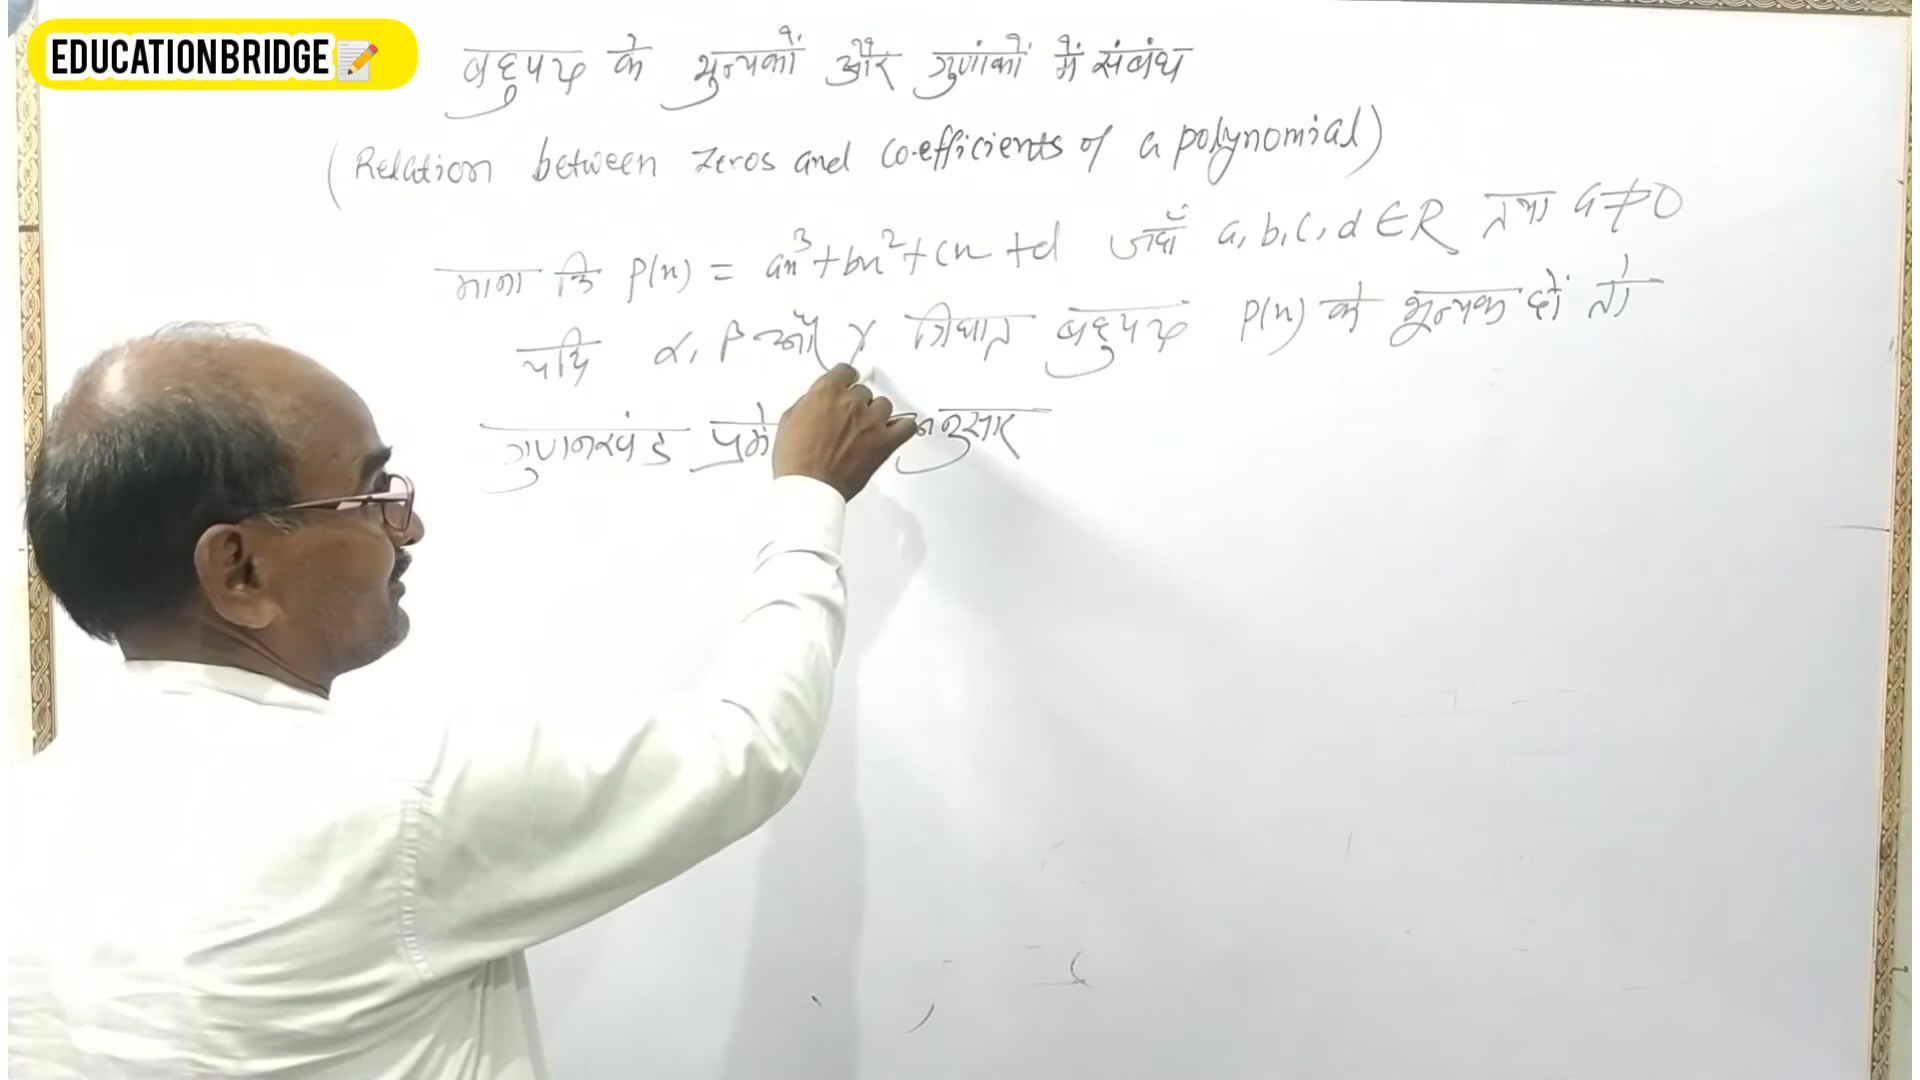 EDUCATIONBRIDGE
बहुपद के शून्यकों और गुणांकों में संबंध
(Relation between zeros and co-efficients of a polynomial)
माना कि p(x) = ax³+bx²+cx+d जहाँ a, b, c, d ∈ R तथा a≠0
यदि α, β और γ त्रिघात बहुपद p(x) के शून्यक हों तो
गुणनखंड प्रमे नुसार